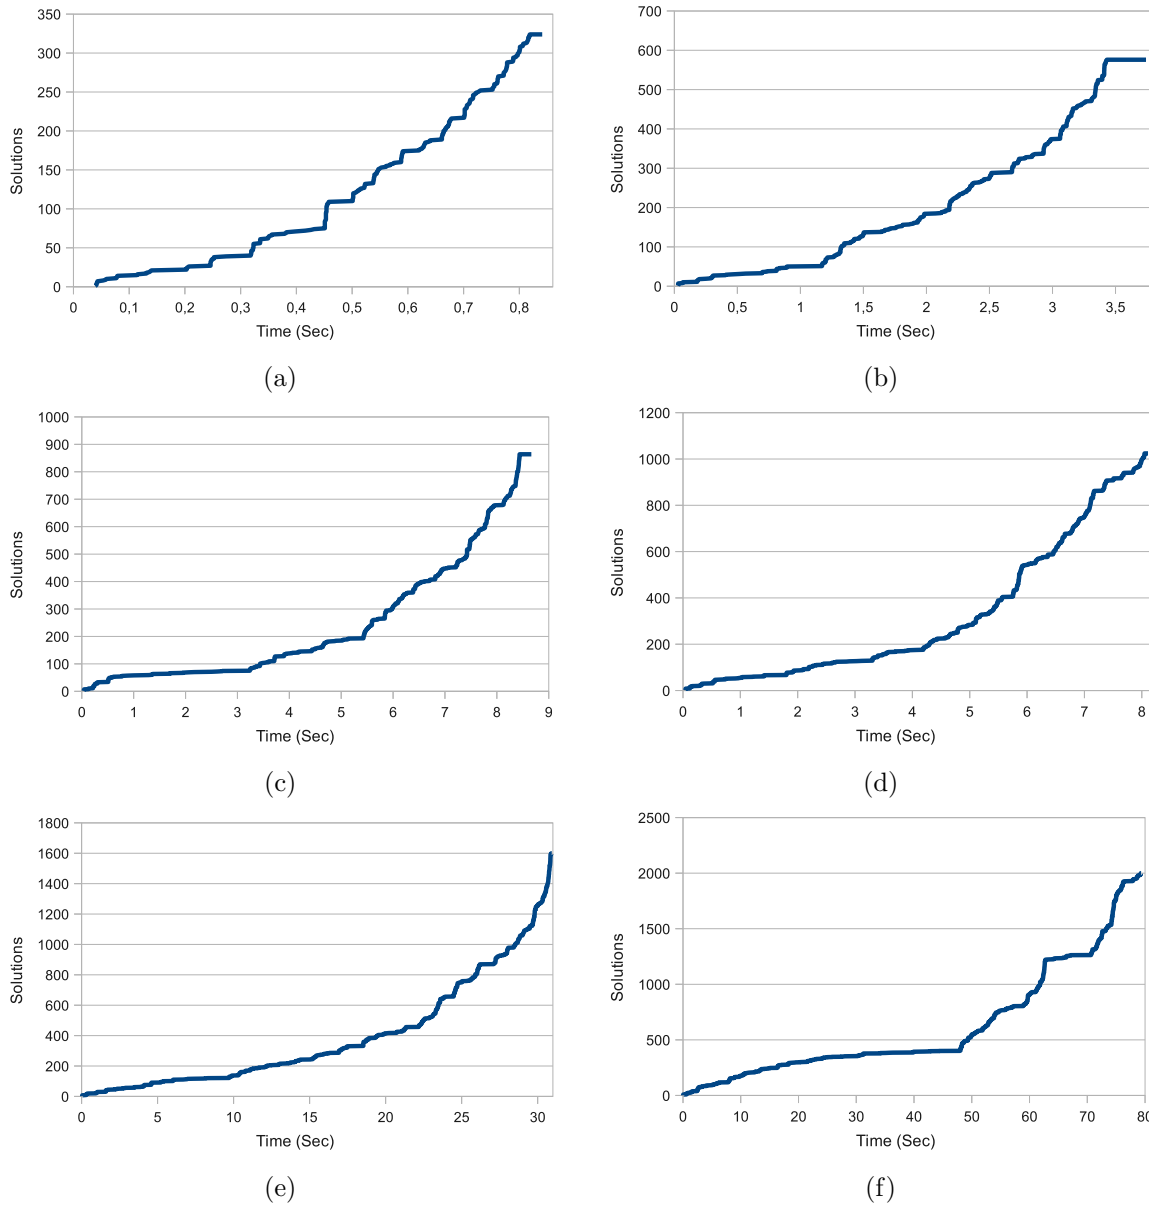 350
300
250
200
150
100
50
0
Solutions
0 0,1 0,2 0,3 0,4 0,5 0,6 0,7 0,8
Time (Sec)
(a)
700
600
500
400
300
200
100
0
Solutions
0 0,5 1 1,5 2 2,5 3 3,5
Time (Sec)
(b)
1000
900
800
700
600
500
400
300
200
100
0
Solutions
0 1 2 3 4 5 6 7 8 9
Time (Sec)
(c)
1200
1000
800
600
400
200
0
Solutions
0 1 2 3 4 5 6 7 8
Time (Sec)
(d)
1800
1600
1400
1200
1000
800
600
400
200
0
Solutions
0 5 10 15 20 25 30
Time (Sec)
(e)
2500
2000
1500
1000
500
0
Solutions
0 10 20 30 40 50 60 70 80
Time (Sec)
(f)